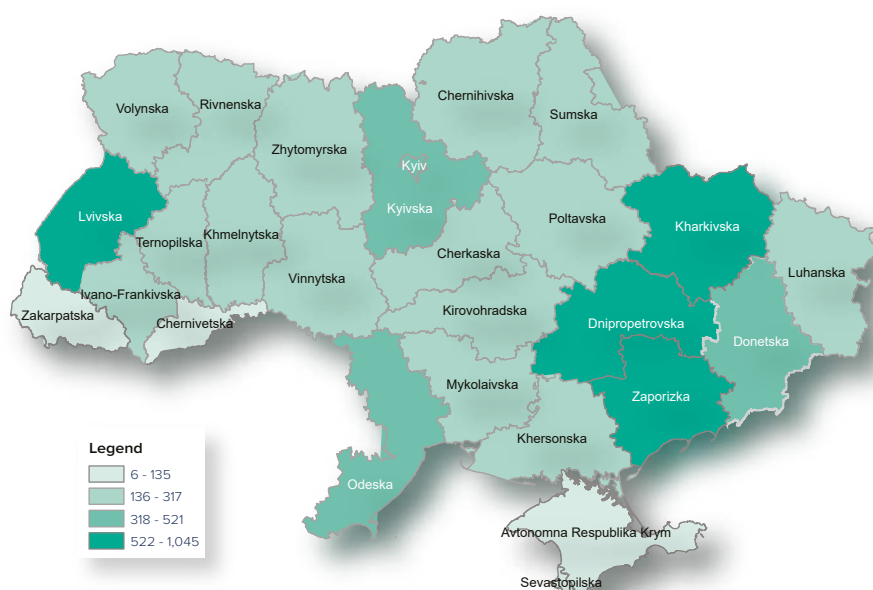 Chernihivska
Volynska
Rivnenska
Sumska
Zhytomyrska
Kyiv
Kyivska
Lvivska
Poltavska
Kharkivska
Ternopilska
Khmelnytska
Cherkaska
Vinnytska
Luhanska
Ivano-Frankivska
Zakarpatska
Chernivetska
Kirovohradska
Dnipropetrovska
Donetska
Mykolaivska
Zaporizka
Khersonska
Odeska
Avtonomna Respublika Krym
Sevastopilska
Legend
6 - 135
136 - 317
318 - 521
522 - 1,045